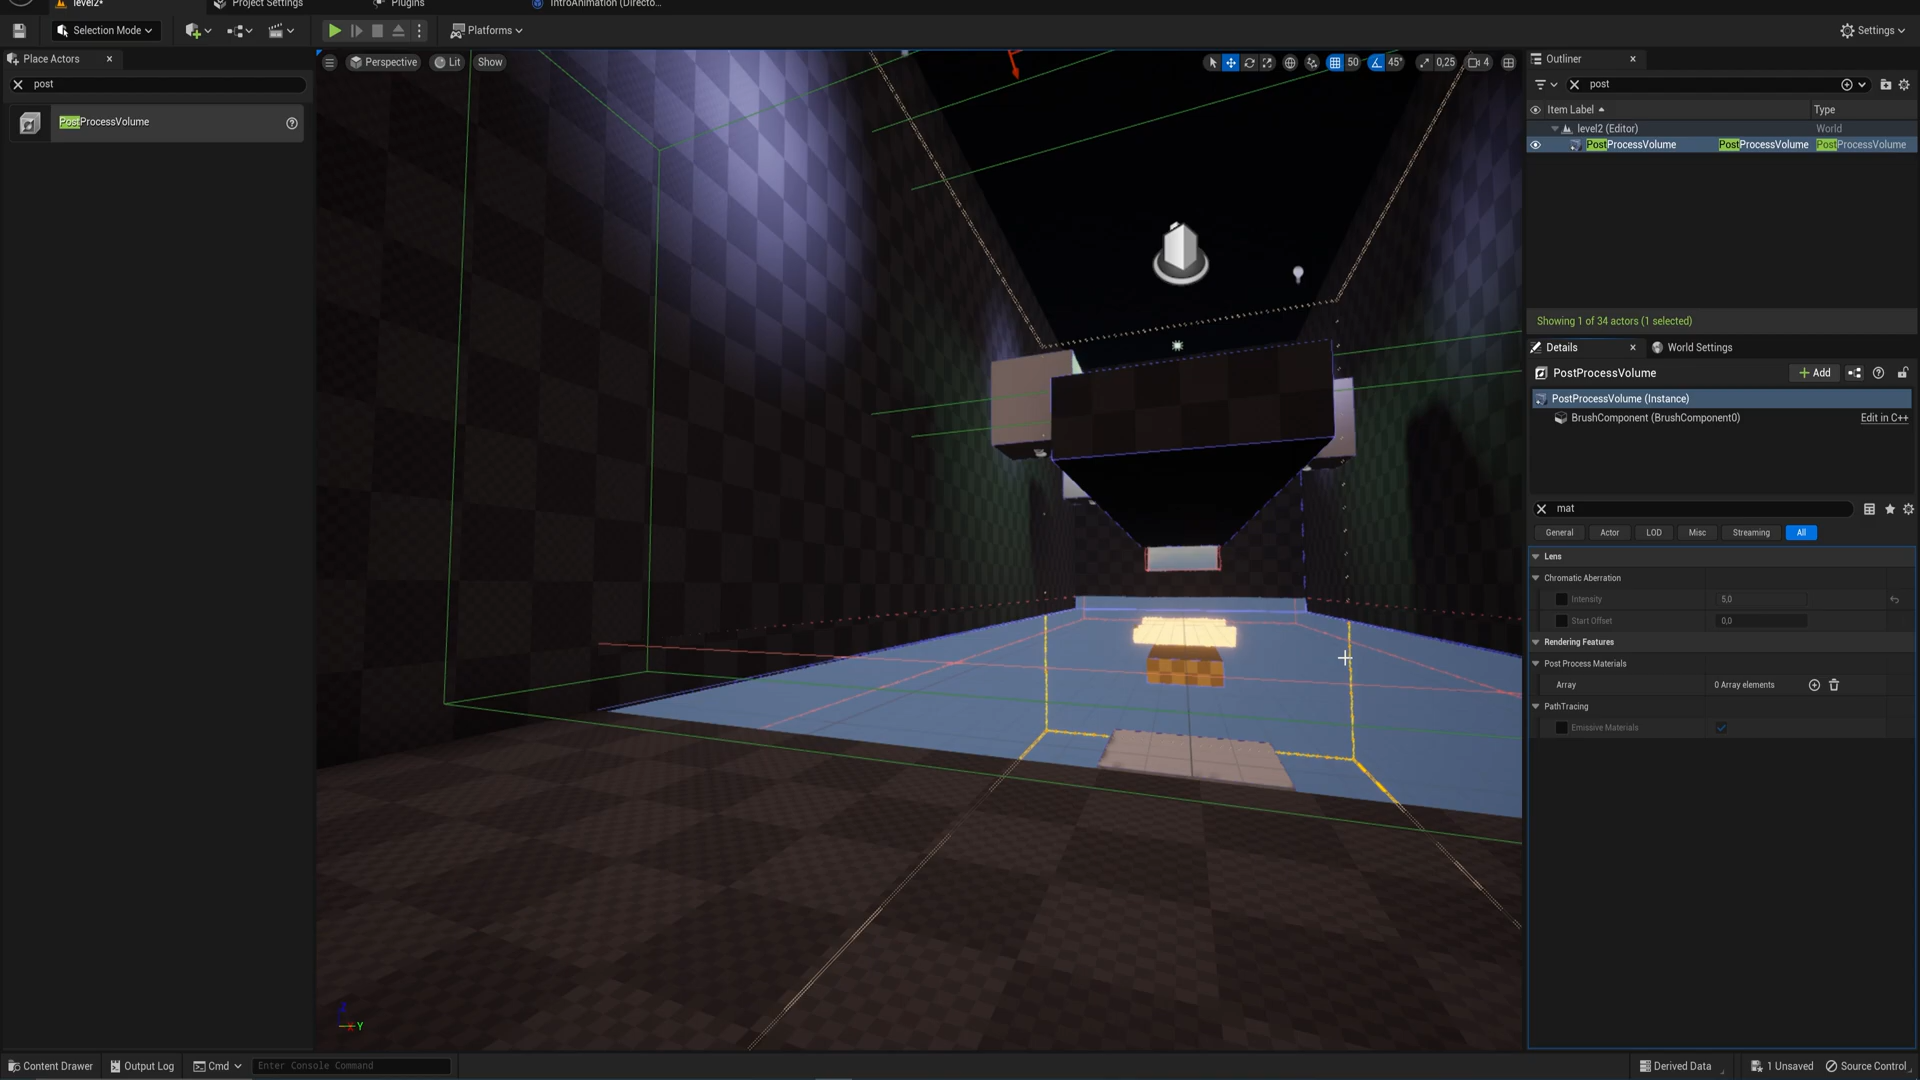 level2*
Project Settings
Plugins
IntroAnimation (Directo...
Selection Mode
Platforms
Settings
Place Actors
post
PostProcessVolume
Perspective
Lit
Show
50
45°
0,25
4
Outliner
post
Item Label
Type
level2 (Editor)
World
PostProcessVolume
PostProcessVolume
PostProcessVolume
Showing 1 of 34 actors (1 selected)
Details
World Settings
PostProcessVolume
Add
PostProcessVolume (Instance)
BrushComponent (BrushComponent0)
Edit in C++
mat
General
Actor
LOD
Misc
Streaming
All
Lens
Chromatic Aberration
Intensity
5,0
Start Offset
0,0
Rendering Features
Post Process Materials
Array
0 Array elements
PathTracing
Emissive Materials
Y
Content Drawer
Output Log
Cmd
Enter Console Command
Derived Data
1 Unsaved
Source Control